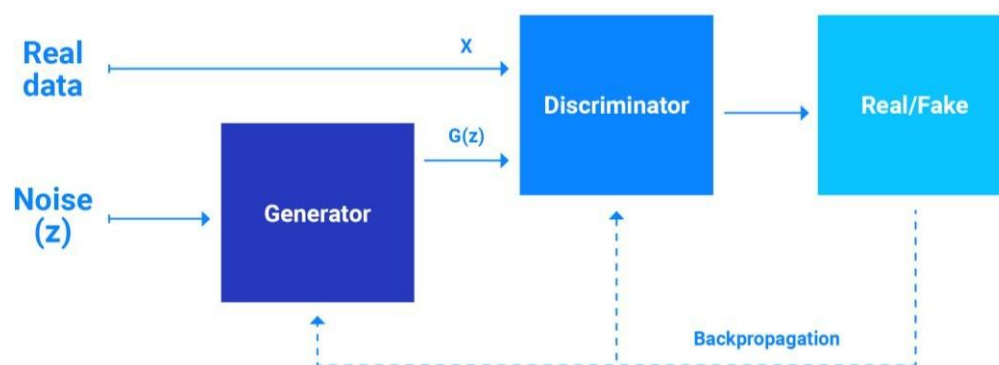 Real
data
X
Discriminator
Real/Fake
G(z)
Noise
(z)
Generator
Backpropagation